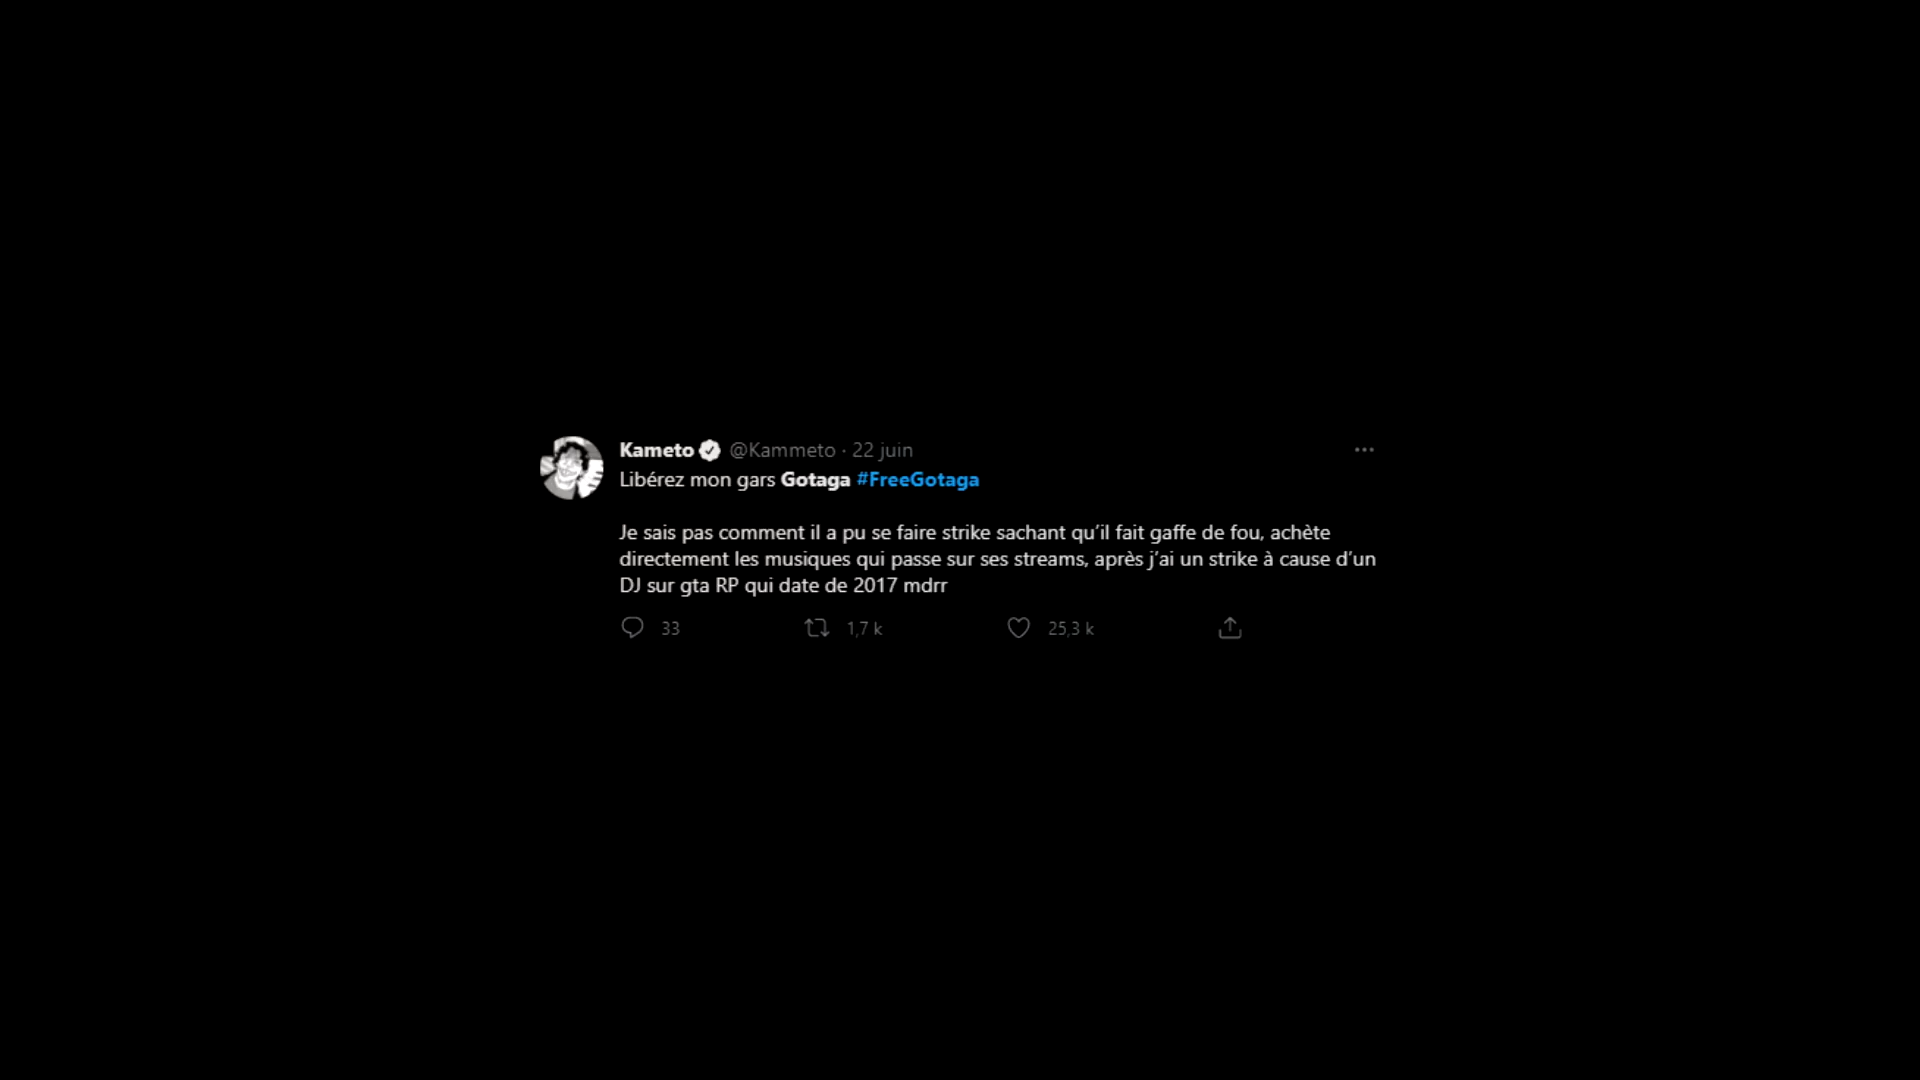 Kameto @Kammeto · 22 juin
Libérez mon gars Gotaga #FreeGotaga
Je sais pas comment il a pu se faire strike sachant qu’il fait gaffe de fou, achète
directement les musiques qui passe sur ses streams, après j’ai un strike à cause d’un
DJ sur gta RP qui date de 2017 mdrr
33 1,7 k 25,3 k